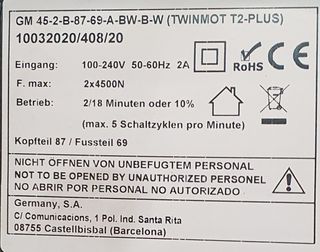 GM 45-2-B-87-69-A-BW-B-W (TWINMOT T2-PLUS)
10032020/408/20
Eingang: 100-240V 50-60Hz 2A
RoHS
CE
F. max: 2x4500N
Betrieb: 2/18 Minuten oder 10%
(max. 5 Schaltzyklen pro Minute)
Kopfteil 87 / Fussteil 69
NICHT ÖFFNEN VON UNBEFUGTEM PERSONAL
NOT TO BE OPENED BY UNAUTHORIZED PERSONEL
NO ABRIR POR PERSONAL NO AUTORIZADO
Germany, S.A.
C/ Comunicacions, 1 Pol. Ind. Santa Rita
08755 Castellbisbal (Barcelona)